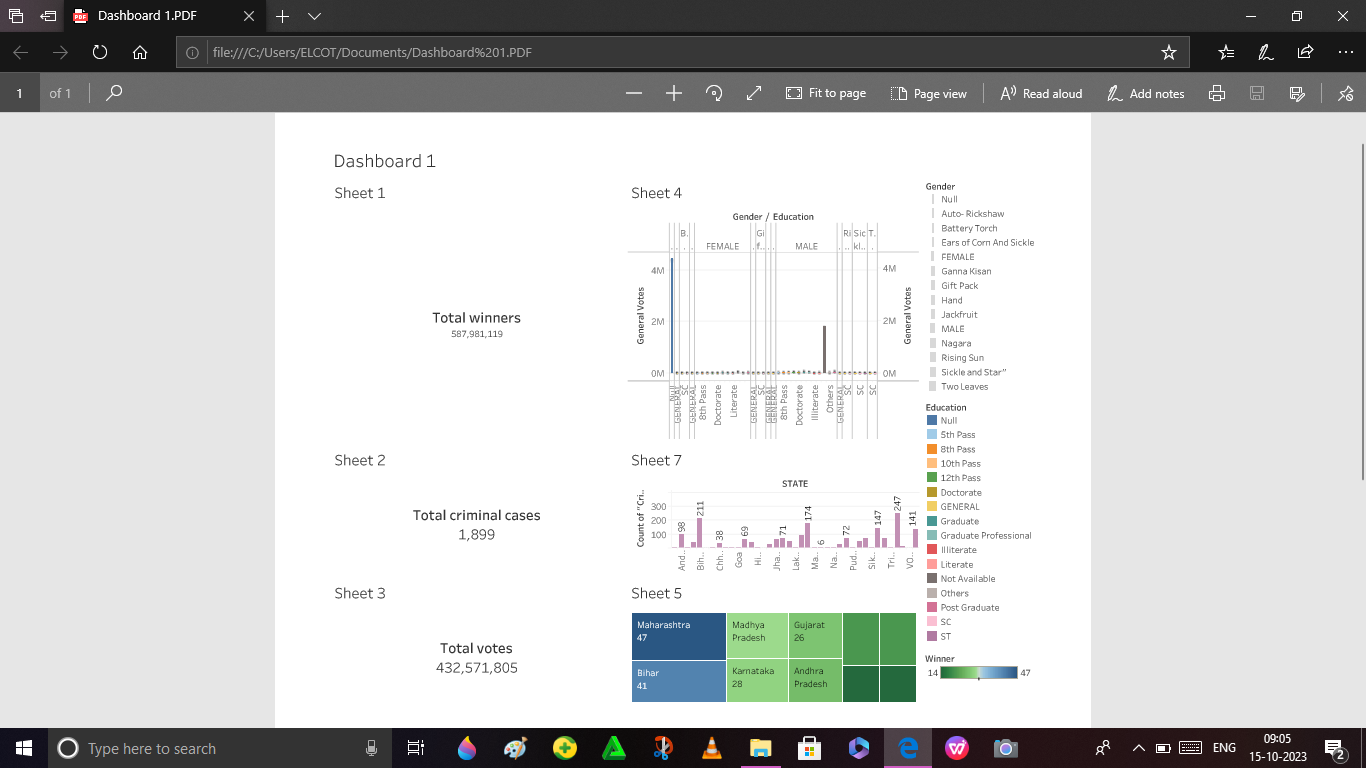 Dashboard 1.PDF
file:///C:/Users/ELCOT/Documents/Dashboard%201.PDF
1 of 1
Fit to page
Page view
Read aloud
Add notes
Dashboard 1
Sheet 1
Total winners
587,981,119
Sheet 2
Total criminal cases
1,899
Sheet 3
Total votes
432,571,805
Sheet 4
Gender / Education
B.
Gi
Ri
Sic
T.
FEMALE
f..
MALE
kl..
General Votes
4M
2M
0M
4M
2M
0M
General Votes
Null
GENERAL
SC
GENERAL
8th Pass
Doctorate
Literate
GENERAL
SC
GENERAL
GENERAL
8th Pass
Doctorate
Illiterate
Others
GENERAL
SC
SC
SC
Sheet 7
STATE
Count of "Cri..
300
200
100
98
211
38
69
71
174
6
72
147
247
141
And..
Bih..
Chh..
Goa
Hi..
Jha..
Lak..
Ma..
Na..
Pud..
Sik..
Tri..
VO..
Sheet 5
Maharashtra
47
Bihar
41
Madhya
Pradesh
Karnataka
28
Gujarat
26
Andhra
Pradesh
Gender
Null
Auto- Rickshaw
Battery Torch
Ears of Corn And Sickle
FEMALE
Ganna Kisan
Gift Pack
Hand
Jackfruit
MALE
Nagara
Rising Sun
Sickle and Star"
Two Leaves
Education
Null
5th Pass
8th Pass
10th Pass
12th Pass
Doctorate
GENERAL
Graduate
Graduate Professional
Illiterate
Literate
Not Available
Others
Post Graduate
SC
ST
Winner
14
47
Type here to search
ENG
09:05
15-10-2023
2